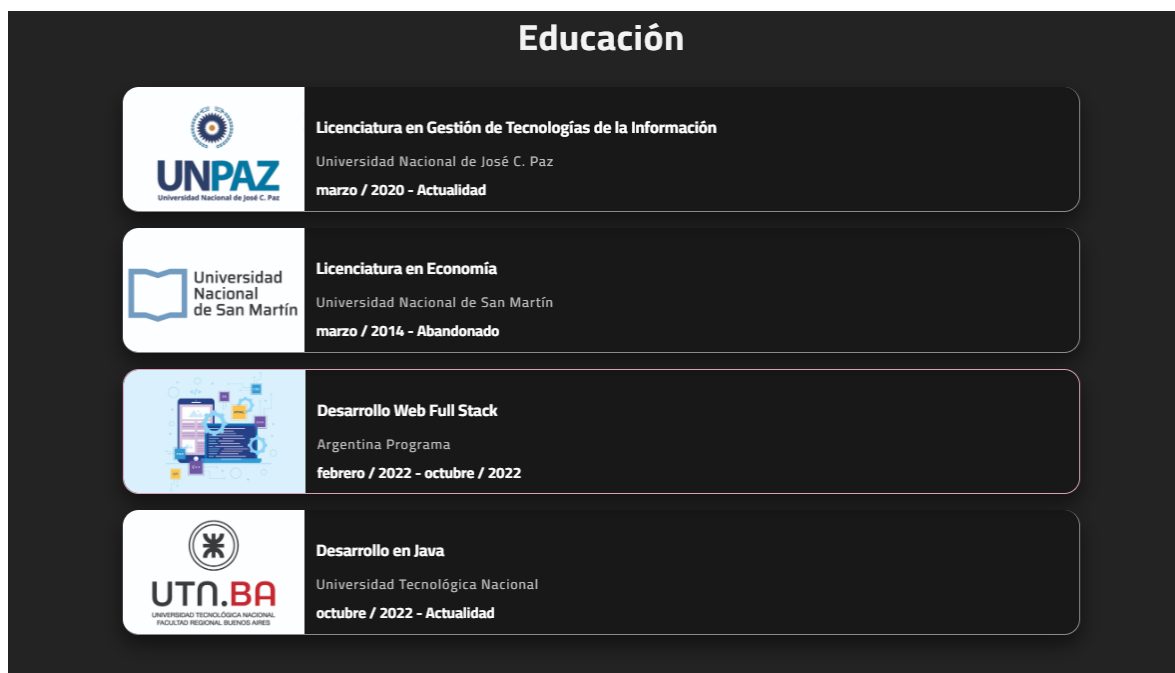 Educación
UNPAZ
Universidad Nacional de José C. Paz
Licenciatura en Gestión de Tecnologías de la Información
Universidad Nacional de José C. Paz
marzo / 2020 - Actualidad
Universidad
Nacional
de San Martín
Licenciatura en Economía
Universidad Nacional de San Martín
marzo / 2014 - Abandonado
Desarrollo Web Full Stack
Argentina Programa
febrero / 2022 - octubre / 2022
UTN.BA
UNIVERSIDAD TECNOLÓGICA NACIONAL
FACULTAD REGIONAL BUENOS AIRES
Desarrollo en Java
Universidad Tecnológica Nacional
octubre / 2022 - Actualidad